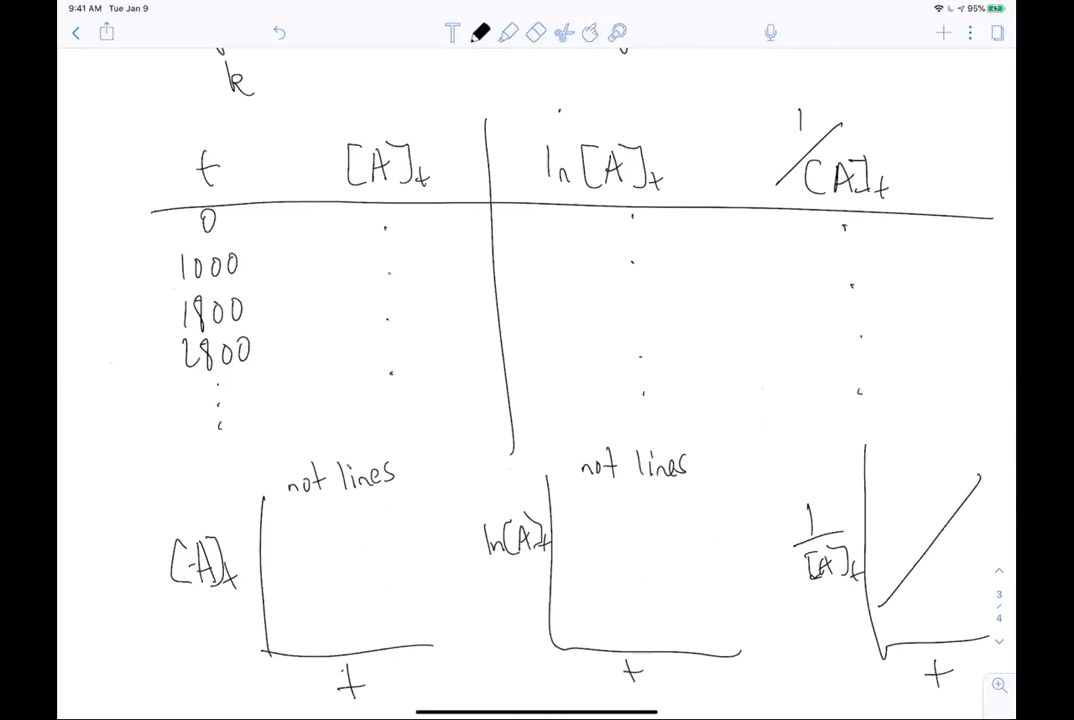 9:41 AM Tue Jan 9
95%
T
k
t [A]t ln[A]t 1/[A]t
0
1000
1800
2800
not lines not lines
[A]t ln[A]t 1/[A]t
3
/
4
t t t